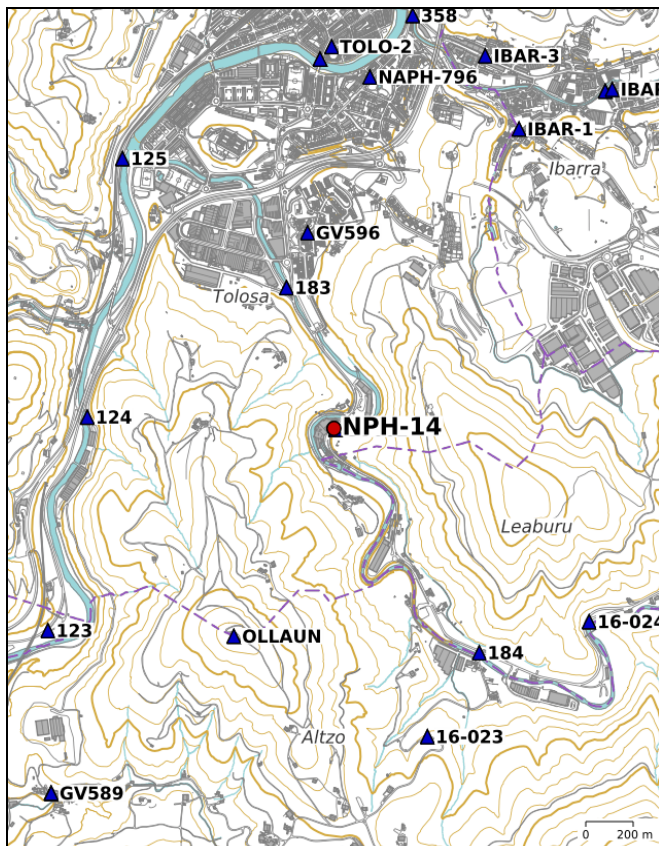 358
TOLO-2
IBAR-3
NAPH-796
IBAR
IBAR-1
125
Ibarra
GV596
183
Tolosa
124
NPH-14
Leaburu
123
OLLAUN
16-024
184
Altzo
16-023
GV589
0 200 m